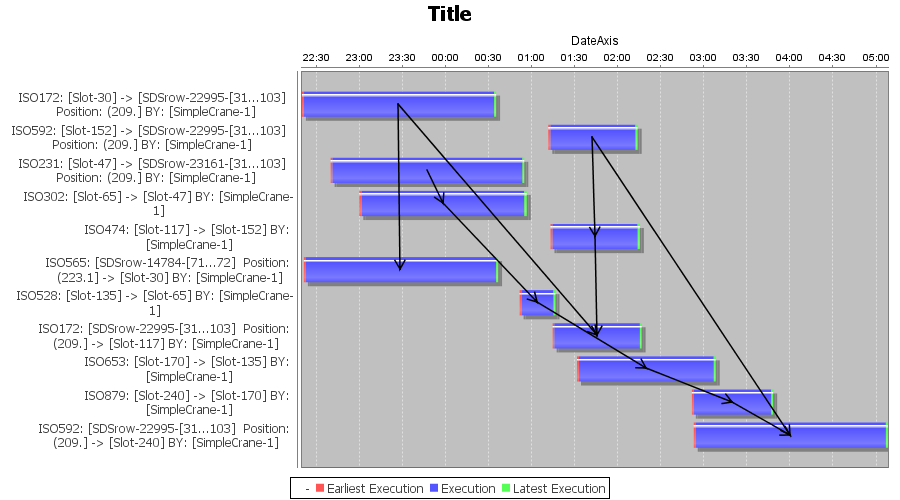 Title
DateAxis
22:30 23:00 23:30 00:00 00:30 01:00 01:30 02:00 02:30 03:00 03:30 04:00 04:30 05:00
ISO172: [Slot-30] -> [SDSrow-22995-[31...103]
Position: (209.] BY: [SimpleCrane-1]
ISO592: [Slot-152] -> [SDSrow-22995-[31...103]
Position: (209.] BY: [SimpleCrane-1]
ISO231: [Slot-47] -> [SDSrow-23161-[31...103]
Position: (209.] BY: [SimpleCrane-1]
ISO302: [Slot-65] -> [Slot-47] BY: [SimpleCrane-
1]
ISO474: [Slot-117] -> [Slot-152] BY:
[SimpleCrane-1]
ISO565: [SDSrow-14784-[71...72] Position:
(223.1] -> [Slot-30] BY: [SimpleCrane-1]
ISO528: [Slot-135] -> [Slot-65] BY: [SimpleCrane-
1]
ISO172: [SDSrow-22995-[31...103] Position:
(209.] -> [Slot-117] BY: [SimpleCrane-1]
ISO653: [Slot-170] -> [Slot-135] BY:
[SimpleCrane-1]
ISO879: [Slot-240] -> [Slot-170] BY:
[SimpleCrane-1]
ISO592: [SDSrow-22995-[31...103] Position:
(209.] -> [Slot-240] BY: [SimpleCrane-1]
- Earliest Execution Execution Latest Execution